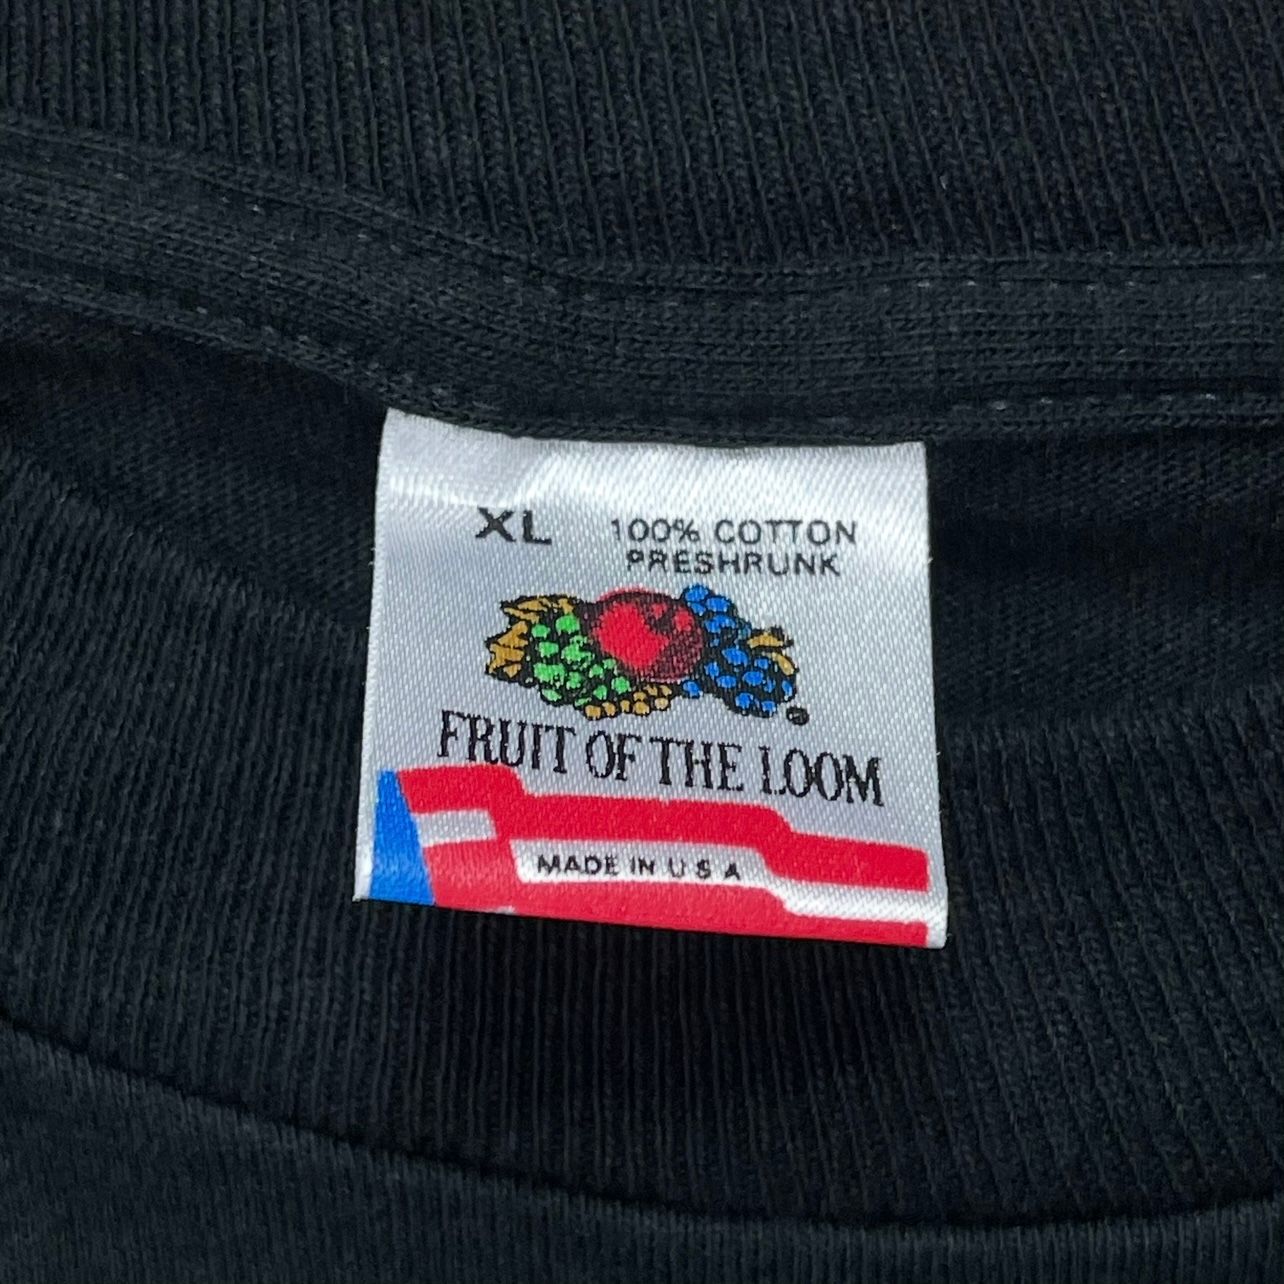 XL
100% COTTON
PRESHRUNK
FRUIT OF THE LOOM
MADE IN U S A